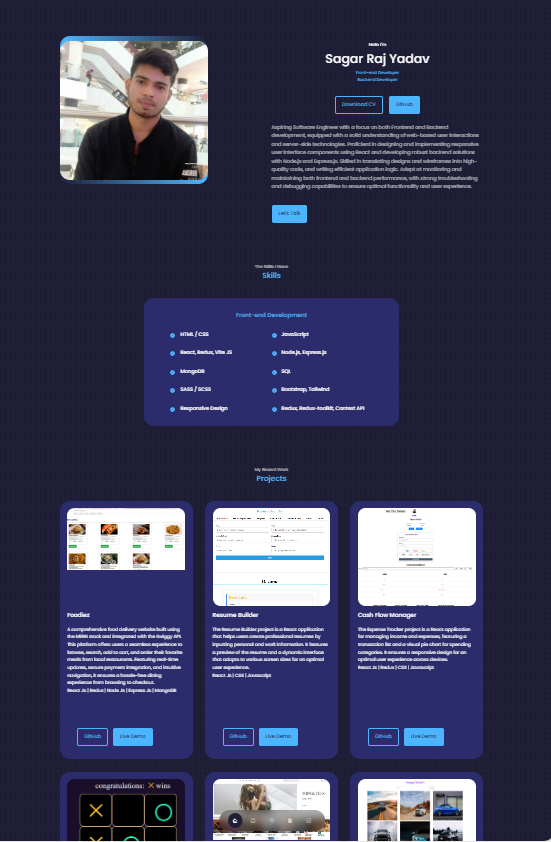 Hello I'm
Sagar Raj Yadav
Front-end Developer
Backend Developer
Download CV
GitHub
Aspiring Software Engineer with a focus on both Frontend and Backend
development, equipped with a solid understanding of web-based user interactions
and server-side technologies. Proficient in designing and implementing responsive
user interface components using React and developing robust backend solutions
with Node.js and Express.js. Skilled in translating designs and wireframes into high-
quality code, and writing efficient application logic. Adept at monitoring and
maintaining both frontend and backend performance, with strong troubleshooting
and debugging capabilities to ensure optimal functionality and user experience.
Let's Talk
The Skills I Have
Skills
Front-end Development
HTML / CSS
JavaScript
React, Redux, Vite JS
Node.js, Express.js
MongoDB
SQL
SASS / SCSS
Bootstrap, Tailwind
Responsive Design
Redux, Redux-toolkit, Context API
My Recent Work
Projects
Foodiez
A comprehensive food delivery website built using
the MERN stack and integrated with the Swiggy API.
This platform offers users a seamless experience to
browse, search, add to cart, and order their favorite
meals from local restaurants. Featuring real-time
updates, secure payment integration, and intuitive
navigation, it ensures a hassle-free dining
experience from browsing to checkout.
React Js | Redux | Node Js | Express Js | MongoDB
GitHub
Live Demo
Resume Builder
The Resume Builder project is a React application
that helps users create professional resumes by
inputting personal and work information. It features
a preview of the resume and a dynamic interface
that adapts to various screen sizes for an optimal
user experience.
React Js | CSS | Javascript
GitHub
Live Demo
Cash Flow Manager
The Expense Tracker project is a React application
for managing income and expenses, featuring a
transaction list and a visual pie chart for spending
categories. It ensures a responsive design for an
optimal user experience across devices.
React Js | CSS | Javascript
GitHub
Live Demo
congratulations: X wins